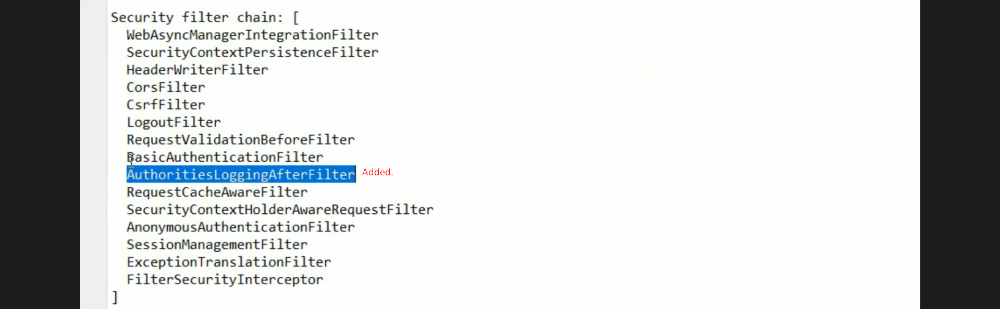 Security filter chain: [
WebAsyncManagerIntegrationFilter
SecurityContextPersistenceFilter
HeaderWriterFilter
CorsFilter
CsrfFilter
LogoutFilter
RequestValidationBeforeFilter
BasicAuthenticationFilter
AuthoritiesLoggingAfterFilter Added.
RequestCacheAwareFilter
SecurityContextHolderAwareRequestFilter
AnonymousAuthenticationFilter
SessionManagementFilter
ExceptionTranslationFilter
FilterSecurityInterceptor
]